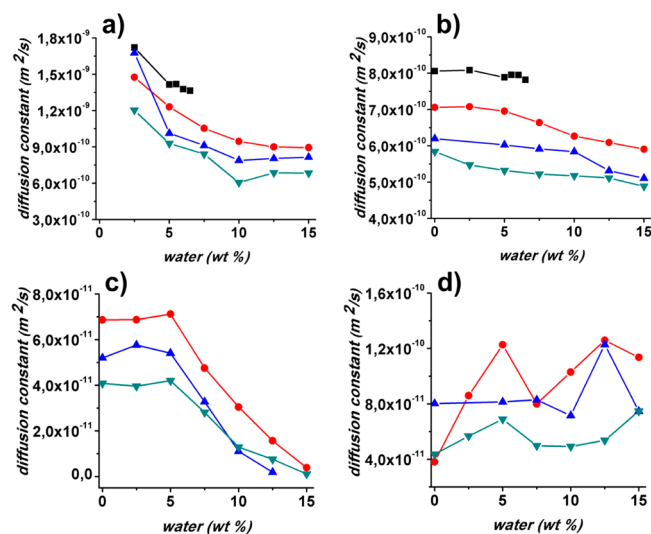 a)
diffusion constant (m²/s)
1,8x10⁻⁹
1,5x10⁻⁹
1,2x10⁻⁹
9,0x10⁻¹⁰
6,0x10⁻¹⁰
3,0x10⁻¹⁰
0 5 10 15
water (wt %)
b)
diffusion constant (m²/s)
9,0x10⁻¹⁰
8,0x10⁻¹⁰
7,0x10⁻¹⁰
6,0x10⁻¹⁰
5,0x10⁻¹⁰
4,0x10⁻¹⁰
0 5 10 15
water (wt %)
c)
diffusion constant (m²/s)
8,0x10⁻¹¹
6,0x10⁻¹¹
4,0x10⁻¹¹
2,0x10⁻¹¹
0,0
0 5 10 15
water (wt %)
d)
diffusion constant (m²/s)
1,6x10⁻¹⁰
1,2x10⁻¹⁰
8,0x10⁻¹¹
4,0x10⁻¹¹
0 5 10 15
water (wt %)